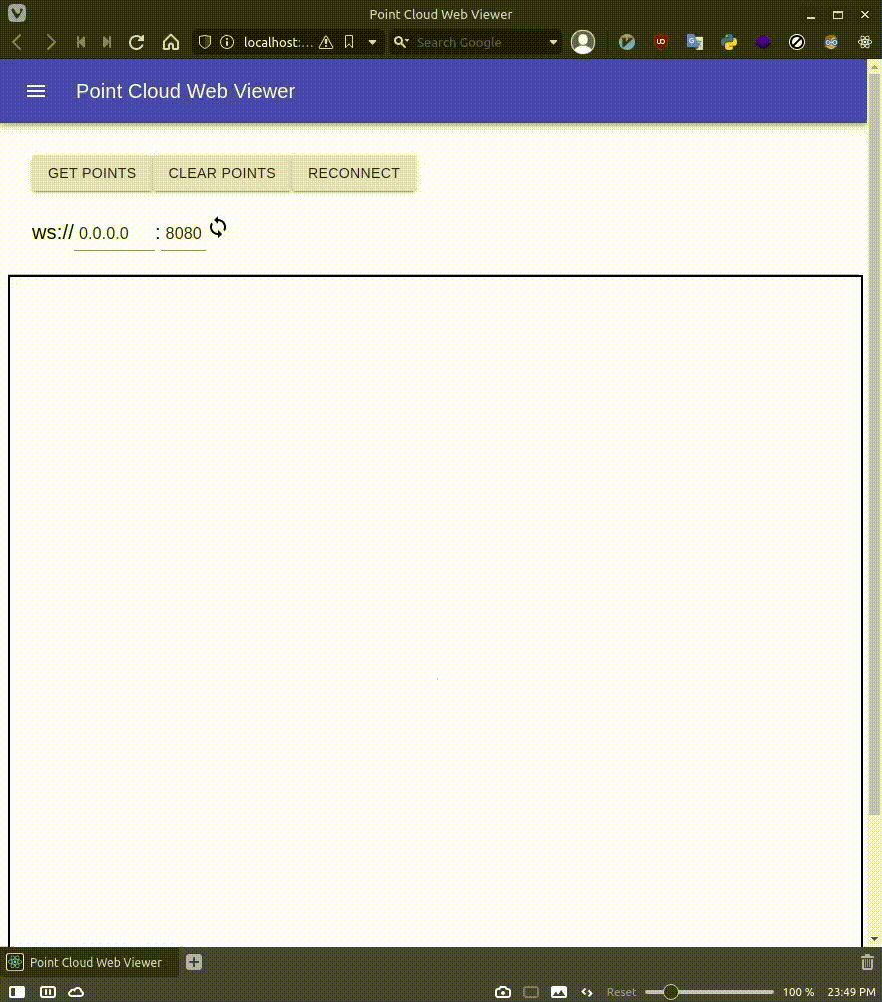 Point Cloud Web Viewer
localhost:... Search Google
Point Cloud Web Viewer
GET POINTS CLEAR POINTS RECONNECT
ws:// 0.0.0.0 : 8080
Point Cloud Web Viewer
Reset 100 % 23:49 PM